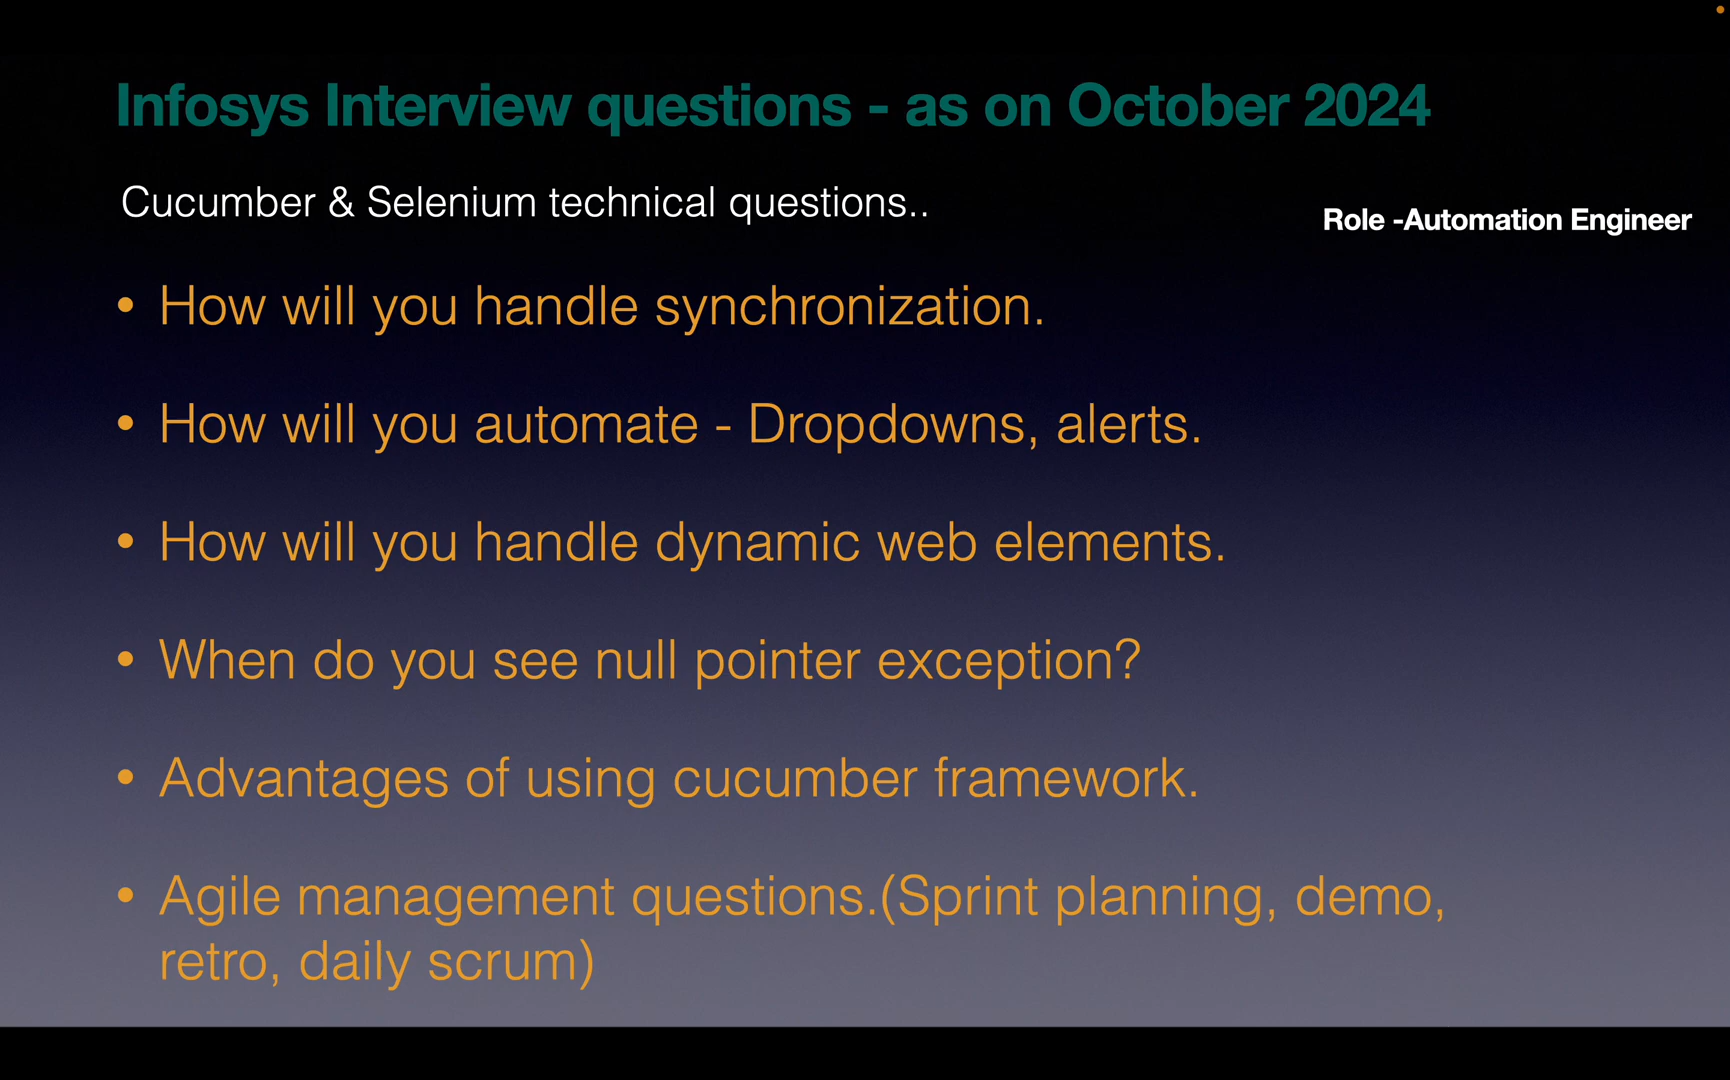 Infosys Interview questions - as on October 2024
Cucumber & Selenium technical questions..
Role -Automation Engineer
• How will you handle synchronization.
• How will you automate - Dropdowns, alerts.
• How will you handle dynamic web elements.
• When do you see null pointer exception?
• Advantages of using cucumber framework.
• Agile management questions.(Sprint planning, demo,
retro, daily scrum)